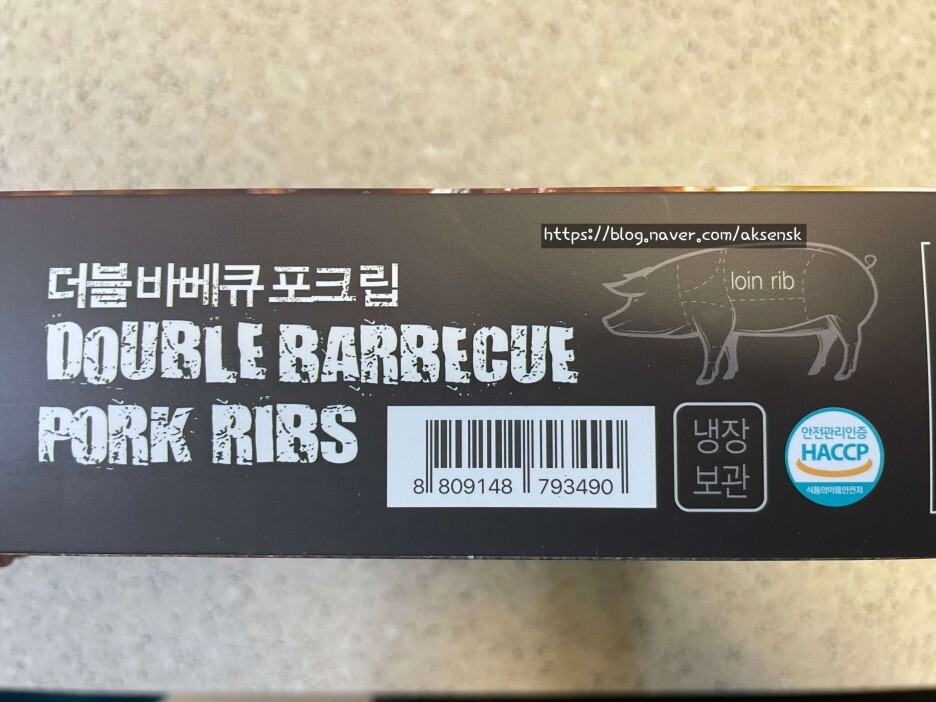 https://blog.naver.com/aksensk
더블 바베큐 포크립
DOUBLE BARBECUE
PORK RIBS
loin rib
8 809148 793490
냉장
보관
안전관리인증
HACCP
식품의약품안전처